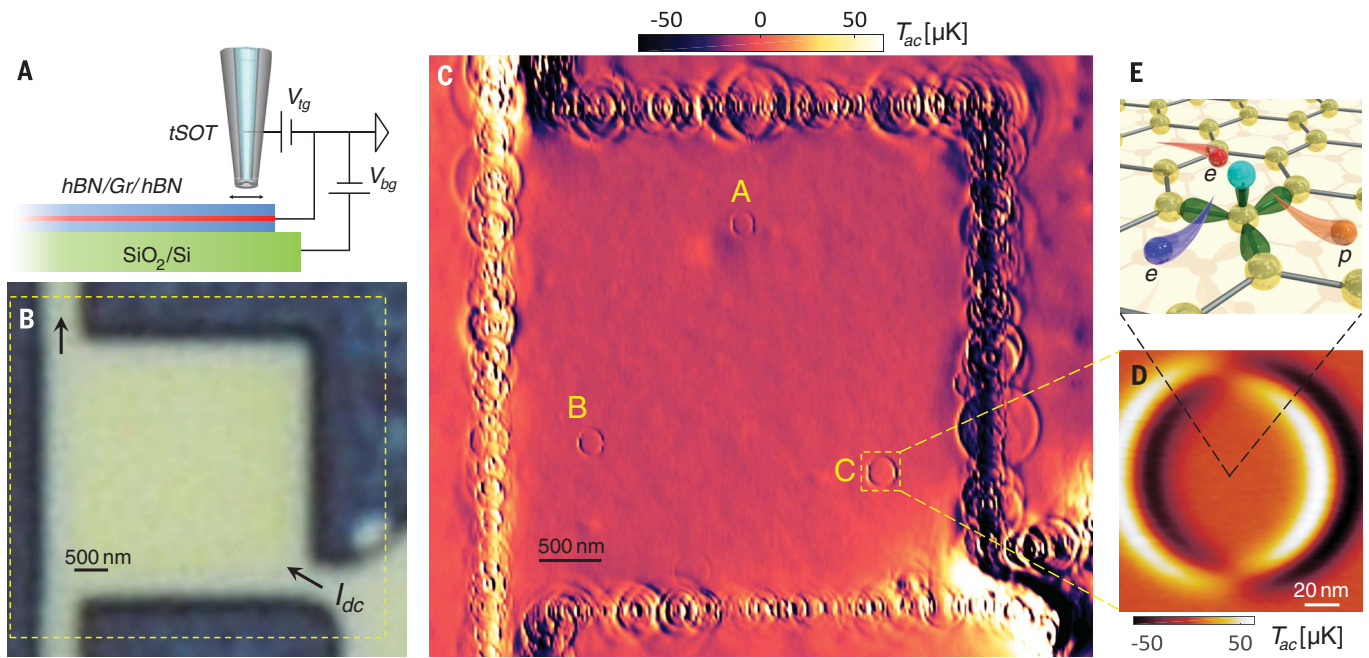 A
V_tg
tSOT
V_bg
hBN/Gr/hBN
SiO₂/Si
B
500 nm
I_dc
-50 0 50 T_ac [µK]
C
A
B
C
500 nm
E
e
e
p
D
20 nm
-50 50 T_ac [µK]